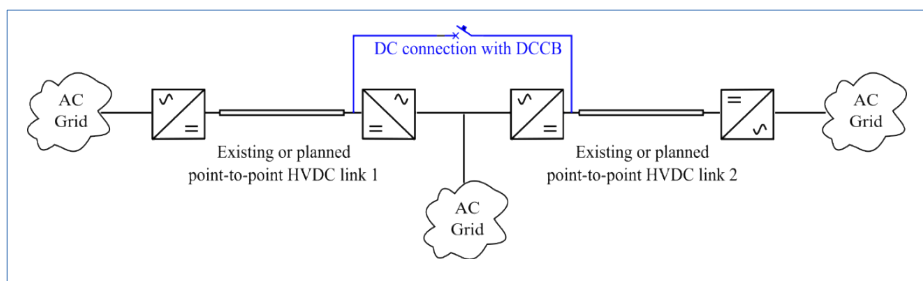 DC connection with DCCB
AC
Grid
AC
Grid
Existing or planned
point-to-point HVDC link 1
Existing or planned
point-to-point HVDC link 2
AC
Grid